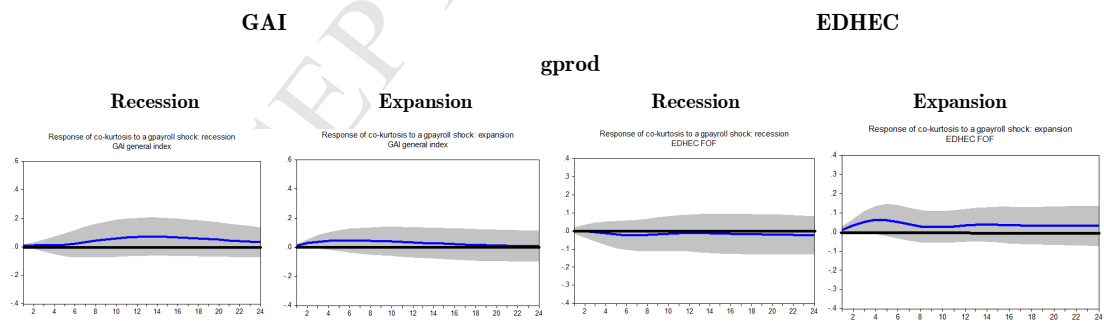 GAI EDHEC
gprod
Recession Expansion Recession Expansion
Response of co-kurtosis to a gpayroll shock: recession
GAI general index
Response of co-kurtosis to a gpayroll shock: expansion
GAI general index
Response of co-kurtosis to a gpayroll shock: recession
EDHEC FOF
Response of co-kurtosis to a gpayroll shock: expansion
EDHEC FOF
.6
.4
.2
.0
-.2
-.4
2 4 6 8 10 12 14 16 18 20 22 24
.6
.4
.2
.0
-.2
-.4
2 4 6 8 10 12 14 16 18 20 22 24
.4
.3
.2
.1
.0
-.1
-.2
-.3
-.4
2 4 6 8 10 12 14 16 18 20 22 24
.4
.3
.2
.1
.0
-.1
-.2
-.3
-.4
2 4 6 8 10 12 14 16 18 20 22 24